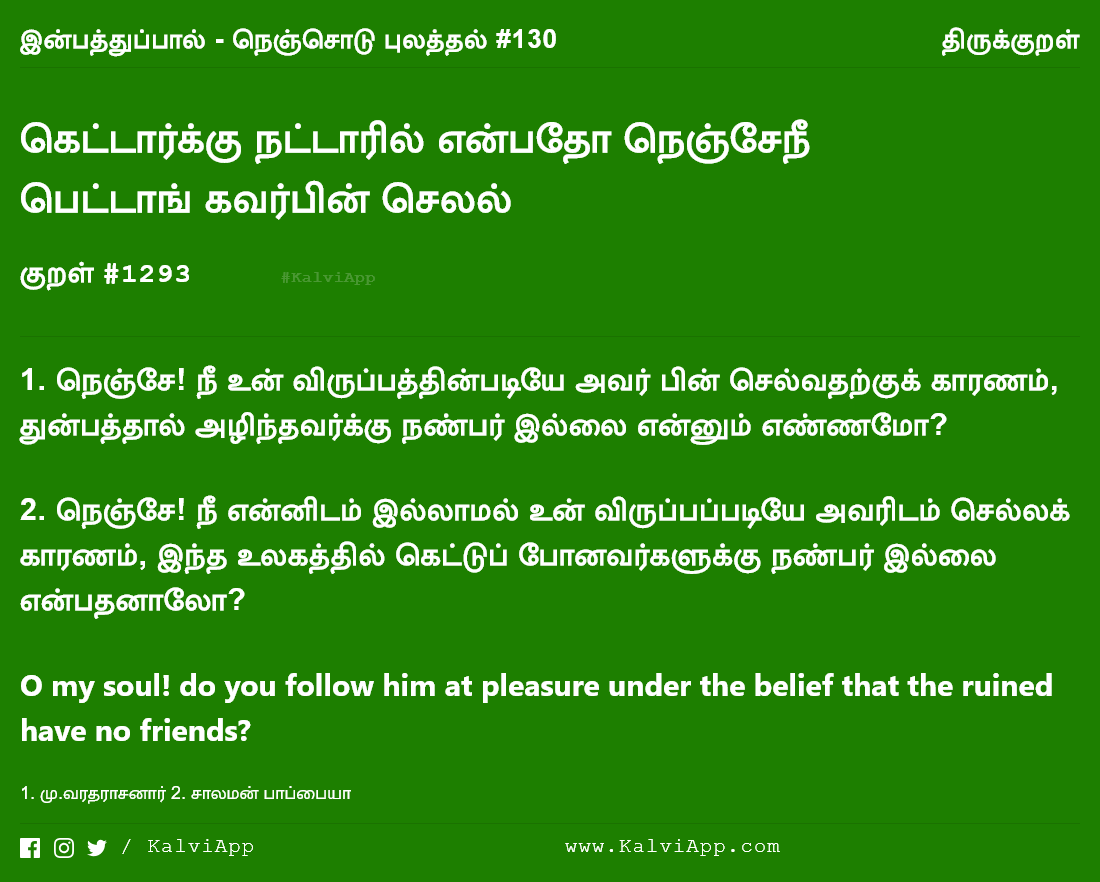 இன்பத்துப்பால் - நெஞ்சொடு புலத்தல் #130
திருக்குறள்
கெட்டார்க்கு நட்டாரில் என்பதோ நெஞ்சேநீ
பெட்டாங் கவர்பின் செலல்
குறள் #1293
#KalviApp
1. நெஞ்சே! நீ உன் விருப்பத்தின்படியே அவர் பின் செல்வதற்குக் காரணம்,
துன்பத்தால் அழிந்தவர்க்கு நண்பர் இல்லை என்னும் எண்ணமோ?
2. நெஞ்சே! நீ என்னிடம் இல்லாமல் உன் விருப்பப்படியே அவரிடம் செல்லக்
காரணம், இந்த உலகத்தில் கெட்டுப் போனவர்களுக்கு நண்பர் இல்லை
என்பதனாலோ?
O my soul! do you follow him at pleasure under the belief that the ruined
have no friends?
1. மு.வரதராசனார் 2. சாலமன் பாப்பையா
/ KalviApp
www.KalviApp.com